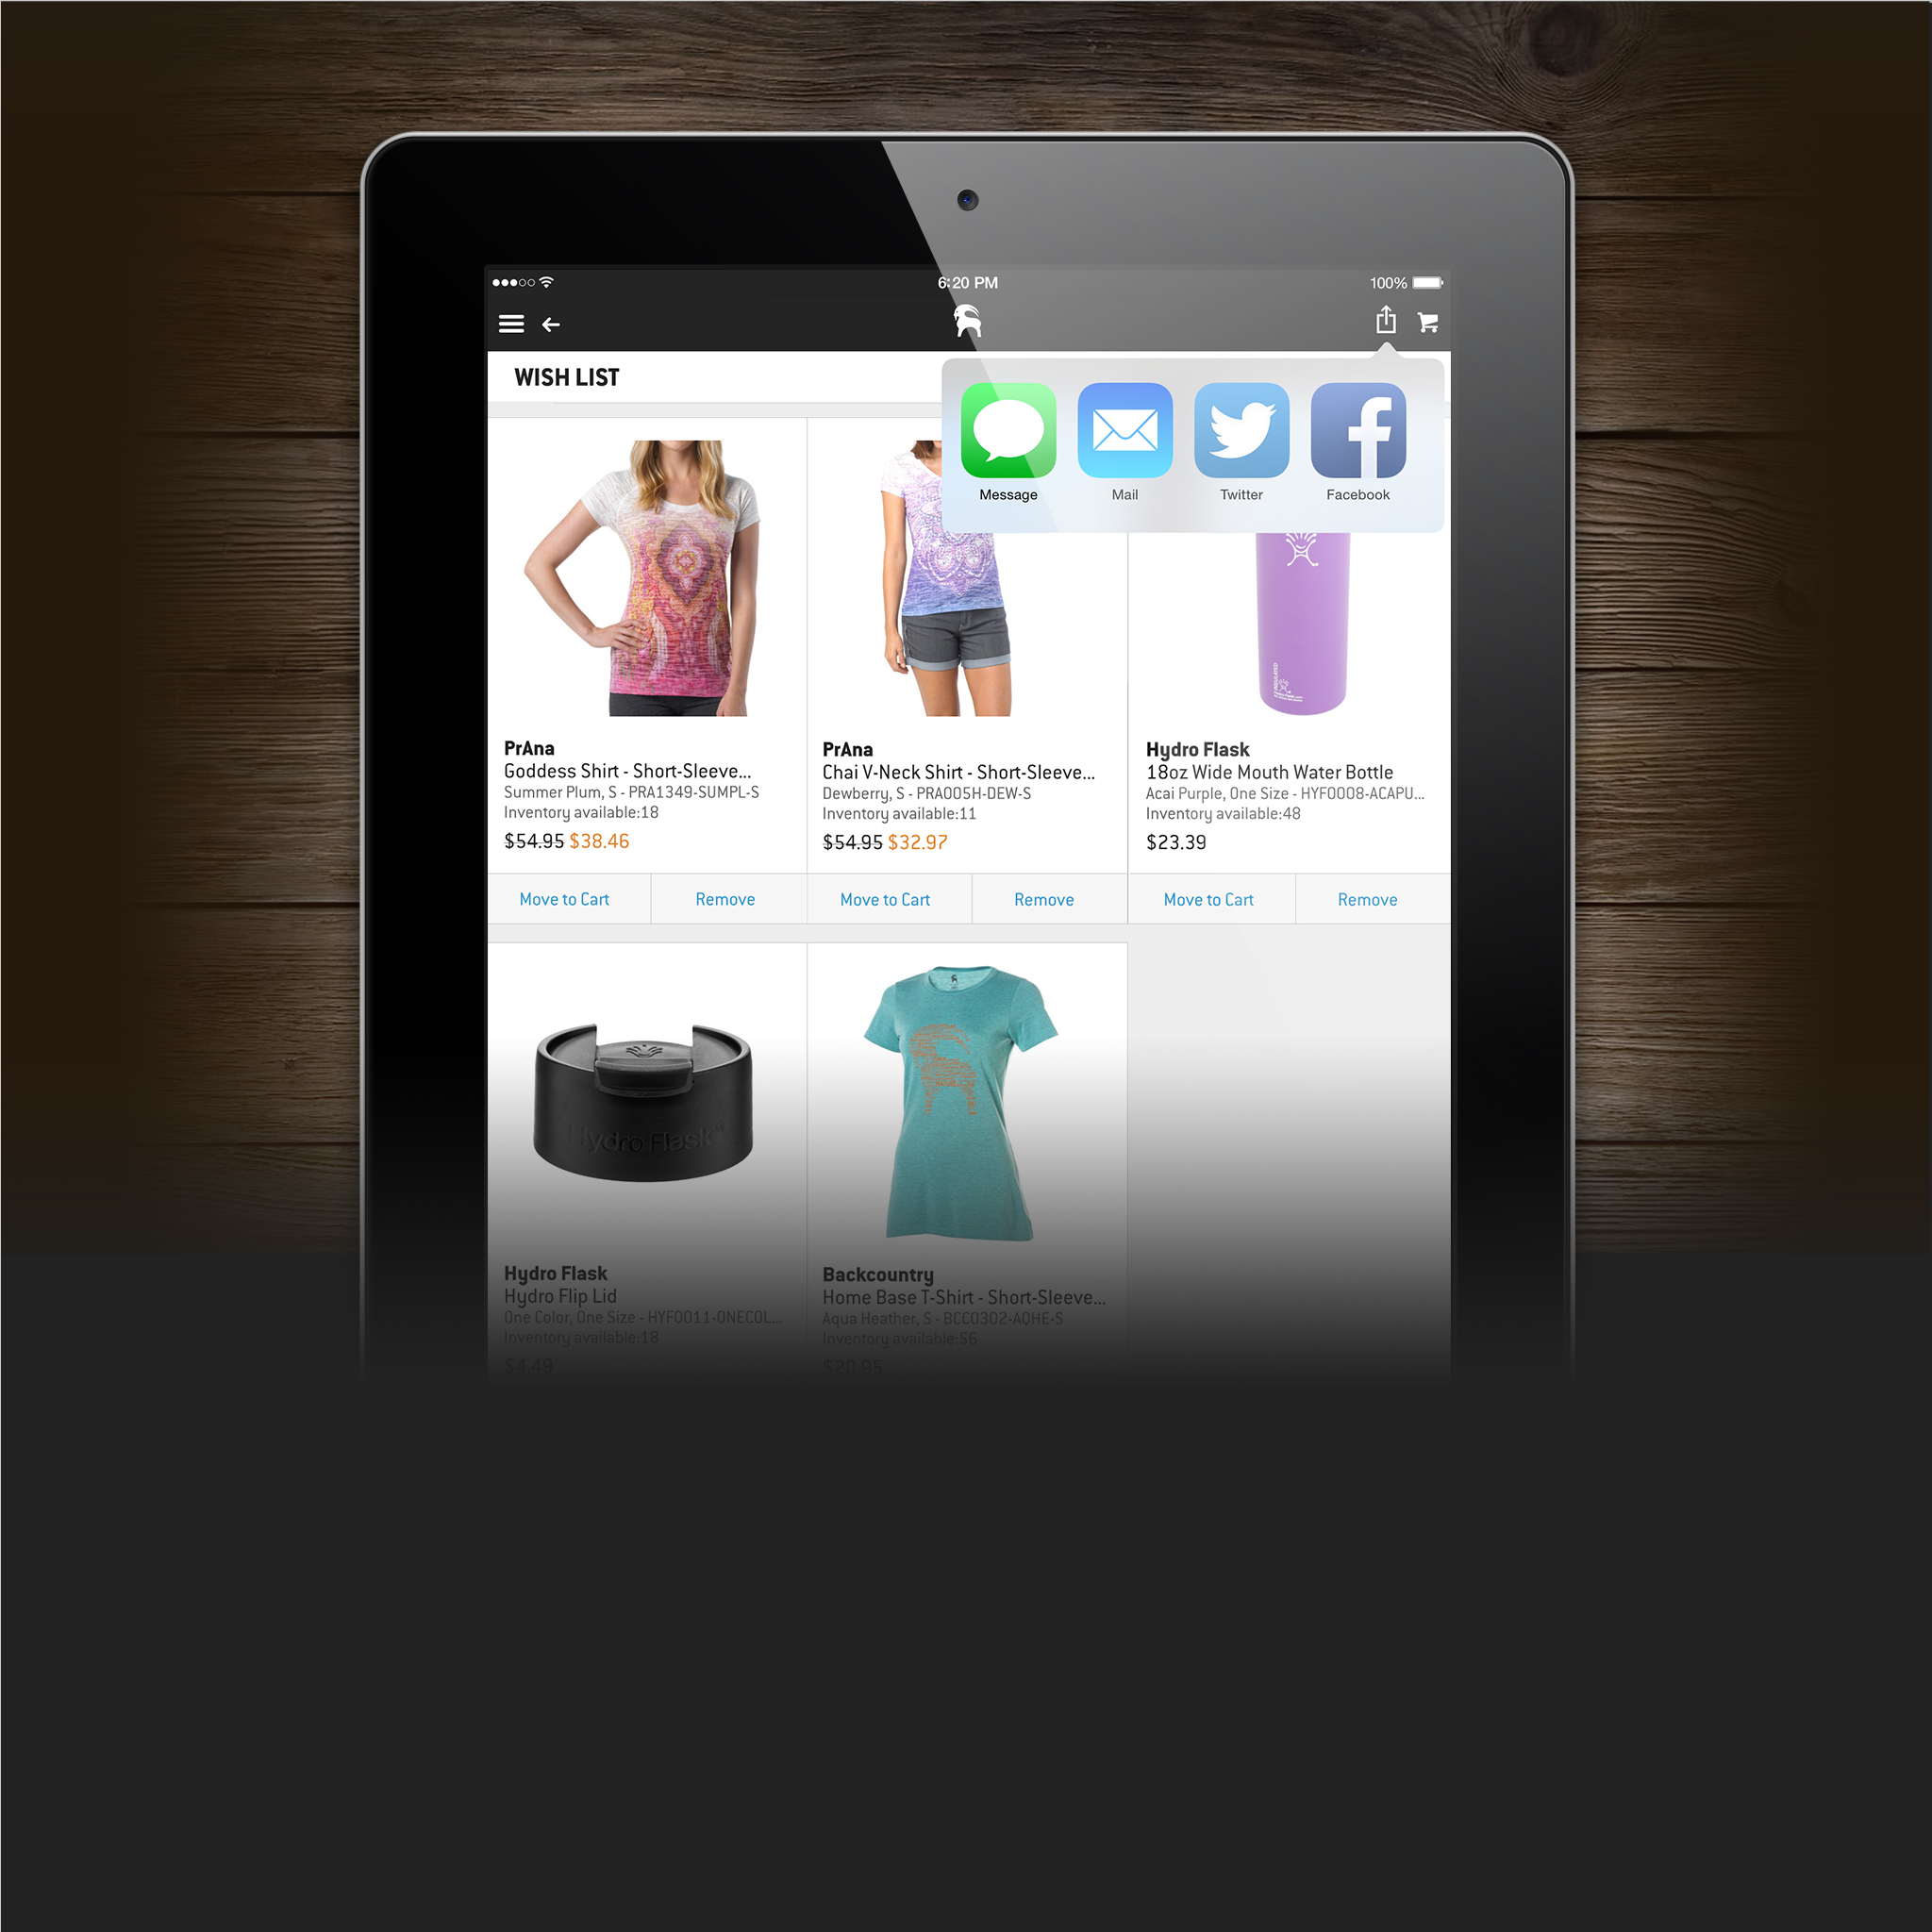 6:20 PM
100%
WISH LIST
Message
Mail
Twitter
Facebook
PrAna
Goddess Shirt - Short-Sleeve...
Summer Plum, S - PRA1349-SUMPL-S
Inventory available:18
$54.95 $38.46
Move to Cart
Remove
PrAna
Chai V-Neck Shirt - Short-Sleeve...
Dewberry, S - PRA005H-DEW-S
Inventory available:11
$54.95 $32.97
Move to Cart
Remove
INSULATED
Hydro Flask
18oz Wide Mouth Water Bottle
Acai Purple, One Size - HYF0008-ACAPU...
Inventory available:48
$23.39
Move to Cart
Remove
Hydro Flask
Hydro Flask
Hydro Flip Lid
One Color, One Size - HYF0011-ONECOL...
Inventory available:18
$4.49
Backcountry
Home Base T-Shirt - Short-Sleeve...
Aqua Heather, S - BCC0302-AQHE-S
Inventory available:56
$20.95